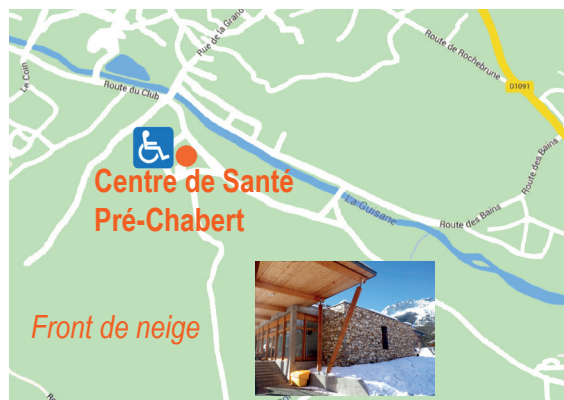 Rue de la Grand
Route de Rochebrune
Le Coin
Route du Club
D1091
Route des Bains
Centre de Santé
Pré-Chabert
La Guisane
Route des Bains
Front de neige